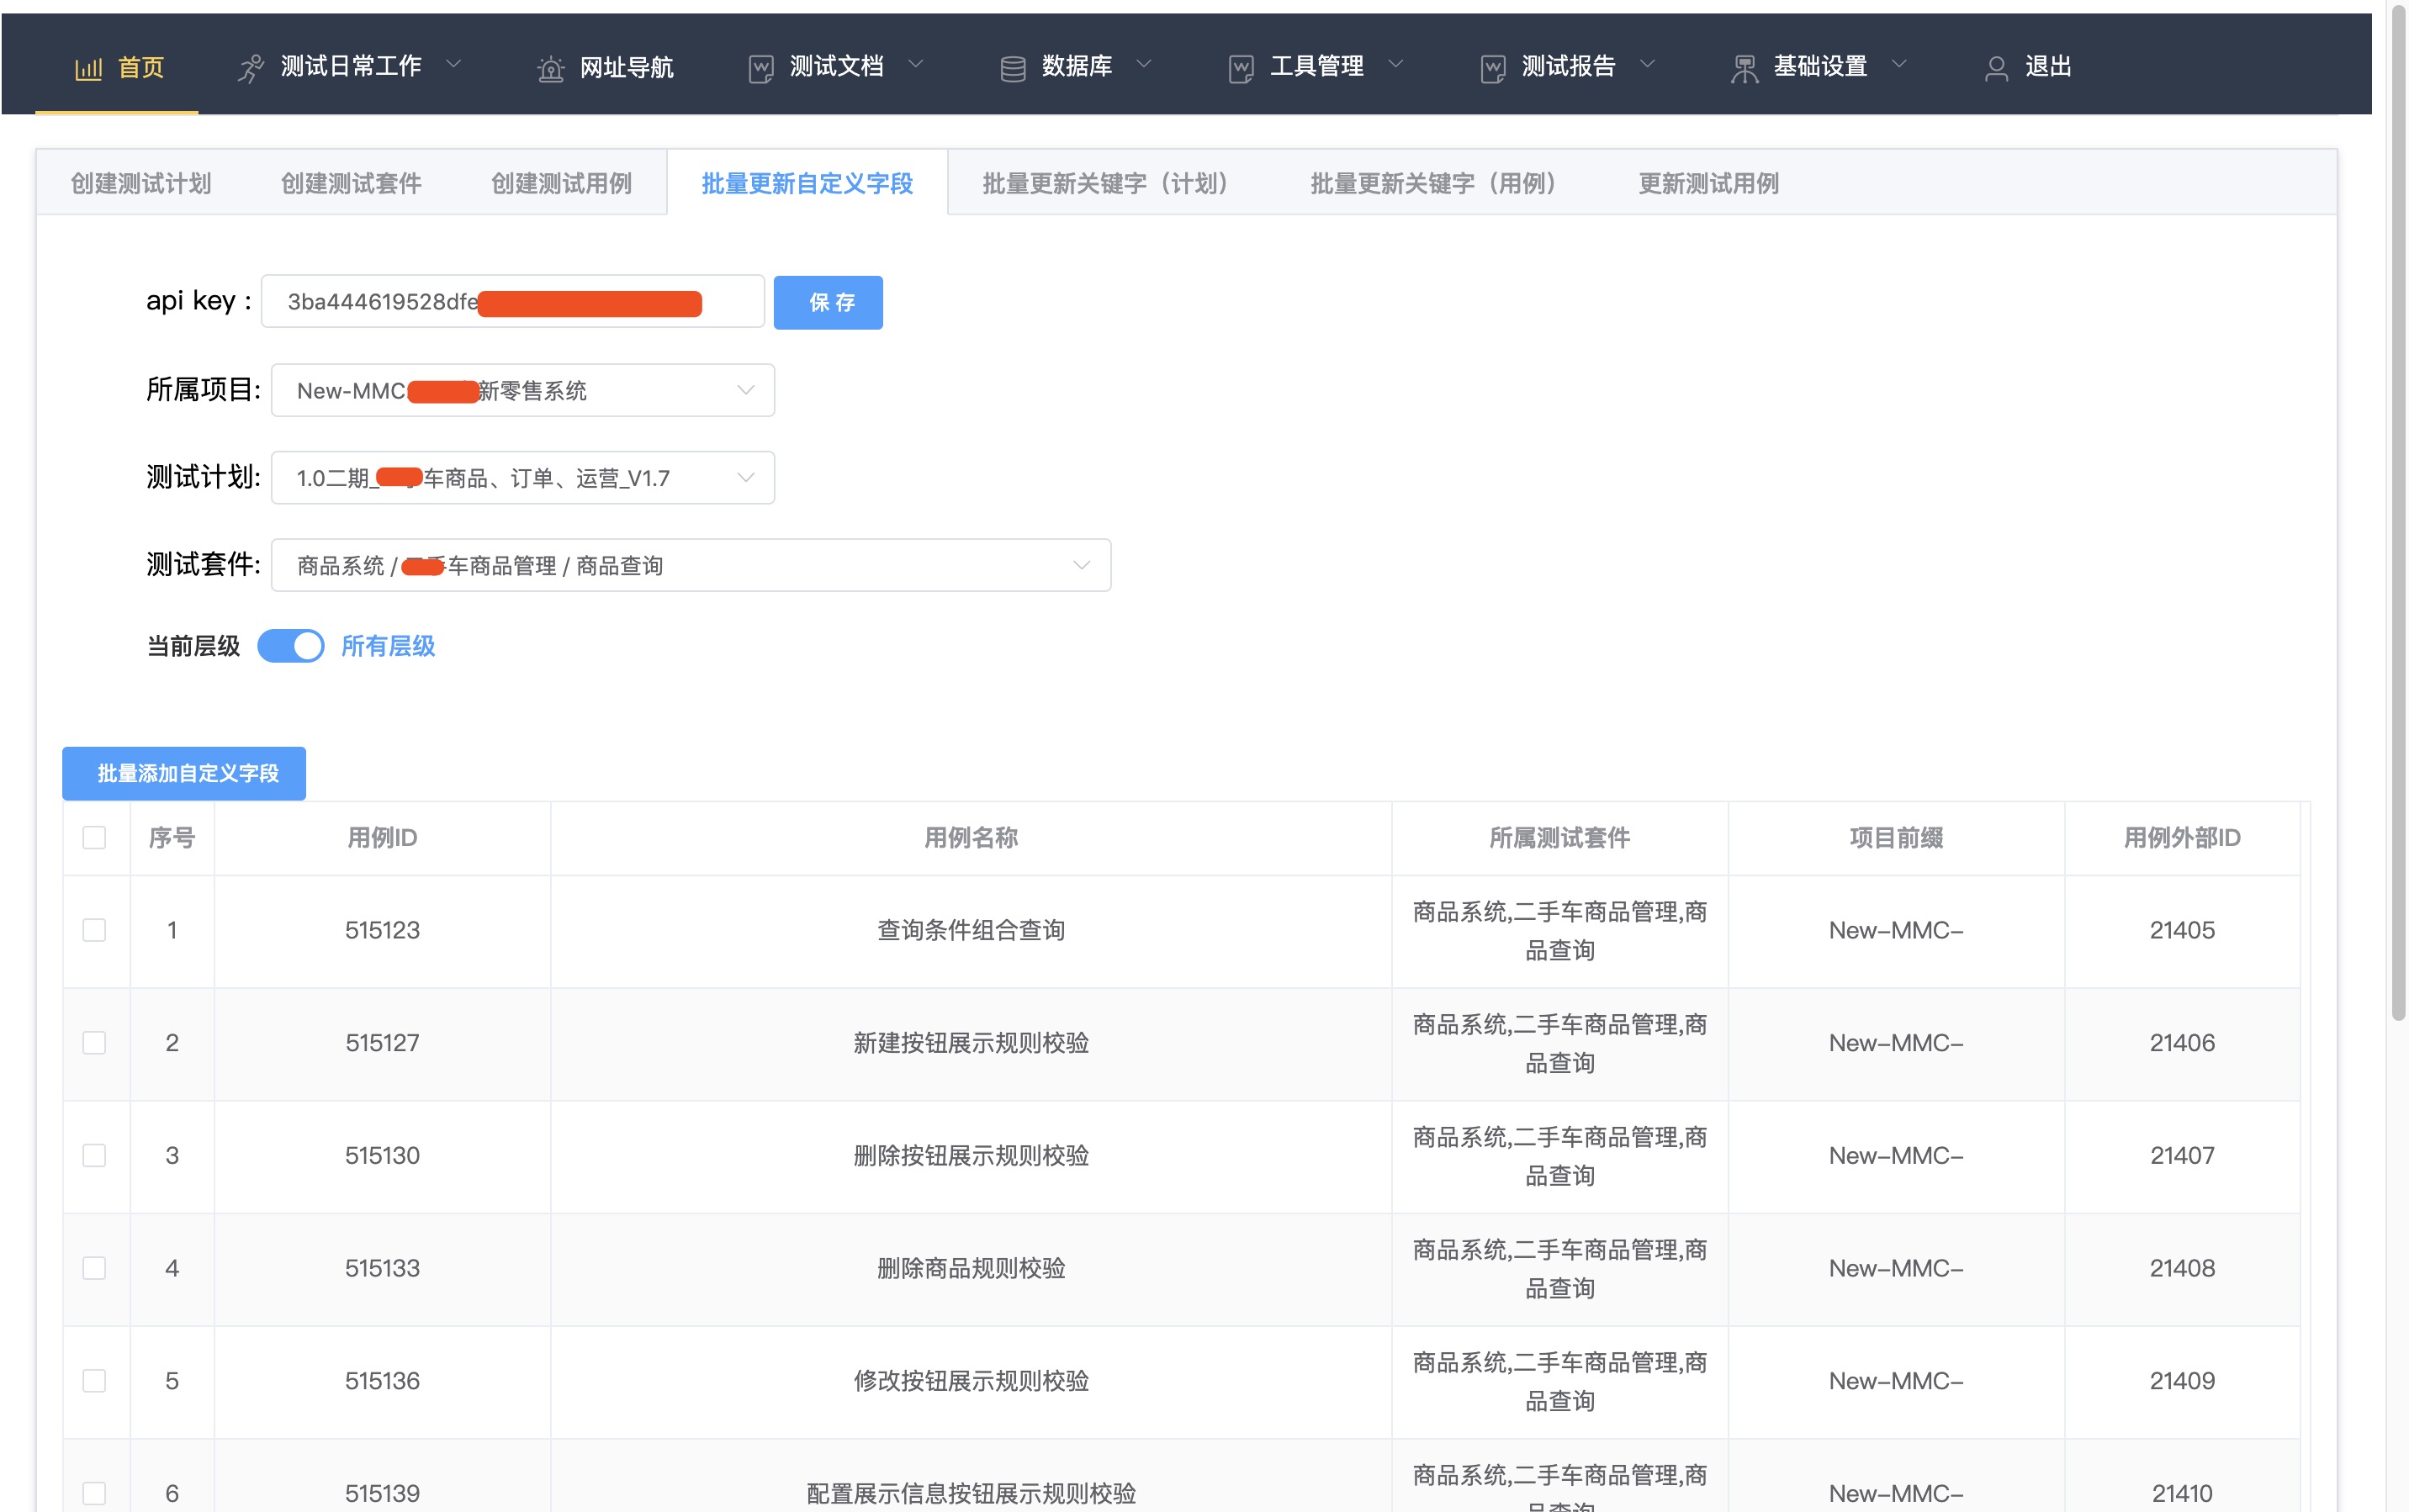 首页 测试日常工作 网址导航 测试文档 数据库 工具管理 测试报告 基础设置 退出
创建测试计划 创建测试套件 创建测试用例 批量更新自定义字段 批量更新关键字（计划） 批量更新关键字（用例） 更新测试用例
api key : 3ba444619528dfe 保 存
所属项目: New-MMC 新零售系统
测试计划: 1.0二期_ 车商品、订单、运营_V1.7
测试套件: 商品系统 / 车商品管理 / 商品查询
当前层级 所有层级
批量添加自定义字段
序号 用例ID 用例名称 所属测试套件 项目前缀 用例外部ID
1 515123 查询条件组合查询 商品系统,二手车商品管理,商 New-MMC- 21405
品查询
2 515127 新建按钮展示规则校验 商品系统,二手车商品管理,商 New-MMC- 21406
品查询
3 515130 删除按钮展示规则校验 商品系统,二手车商品管理,商 New-MMC- 21407
品查询
4 515133 删除商品规则校验 商品系统,二手车商品管理,商 New-MMC- 21408
品查询
5 515136 修改按钮展示规则校验 商品系统,二手车商品管理,商 New-MMC- 21409
品查询
6 515139 配置展示信息按钮展示规则校验 商品系统,二手车商品管理,商 New-MMC- 21410